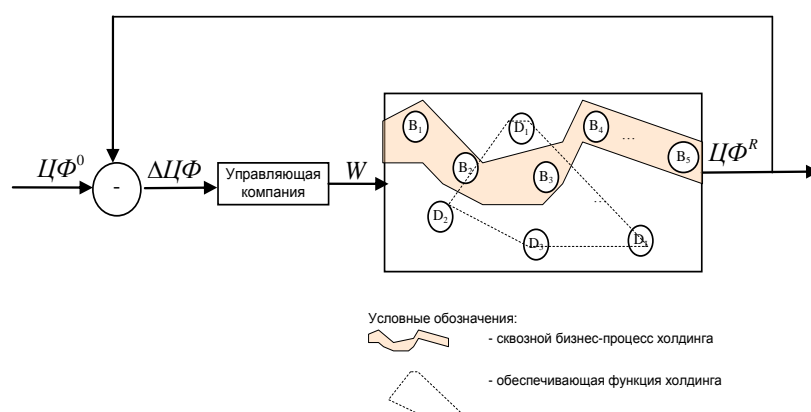 ЦФ⁰
-
ΔЦФ
Управляющая
компания
W
B₁
B₂
B₃
B₄
...
B₅
D₁
D₂
D₃
...
ЦФᴿ
Условные обозначения:
- сквозной бизнес-процесс холдинга
- обеспечивающая функция холдинга